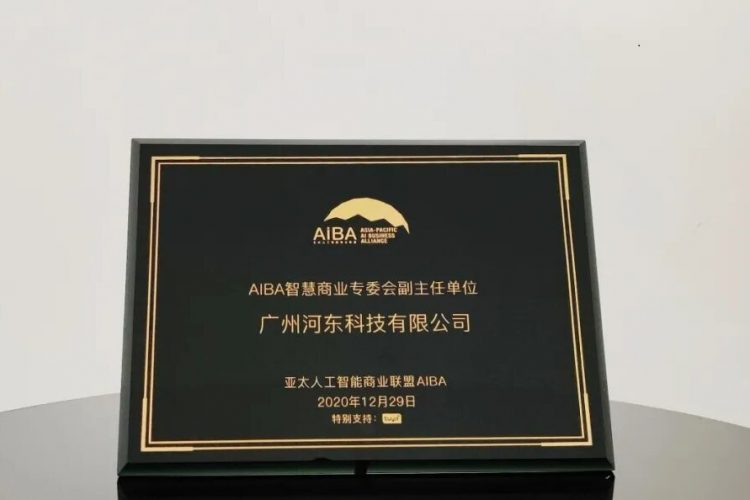 AIBA
ASIA-PACIFIC
AI BUSINESS
ALLIANCE
AIBA智慧商业专委会副主任单位
广州河东科技有限公司
亚太人工智能商业联盟AIBA
2020年12月29日
特别支持: